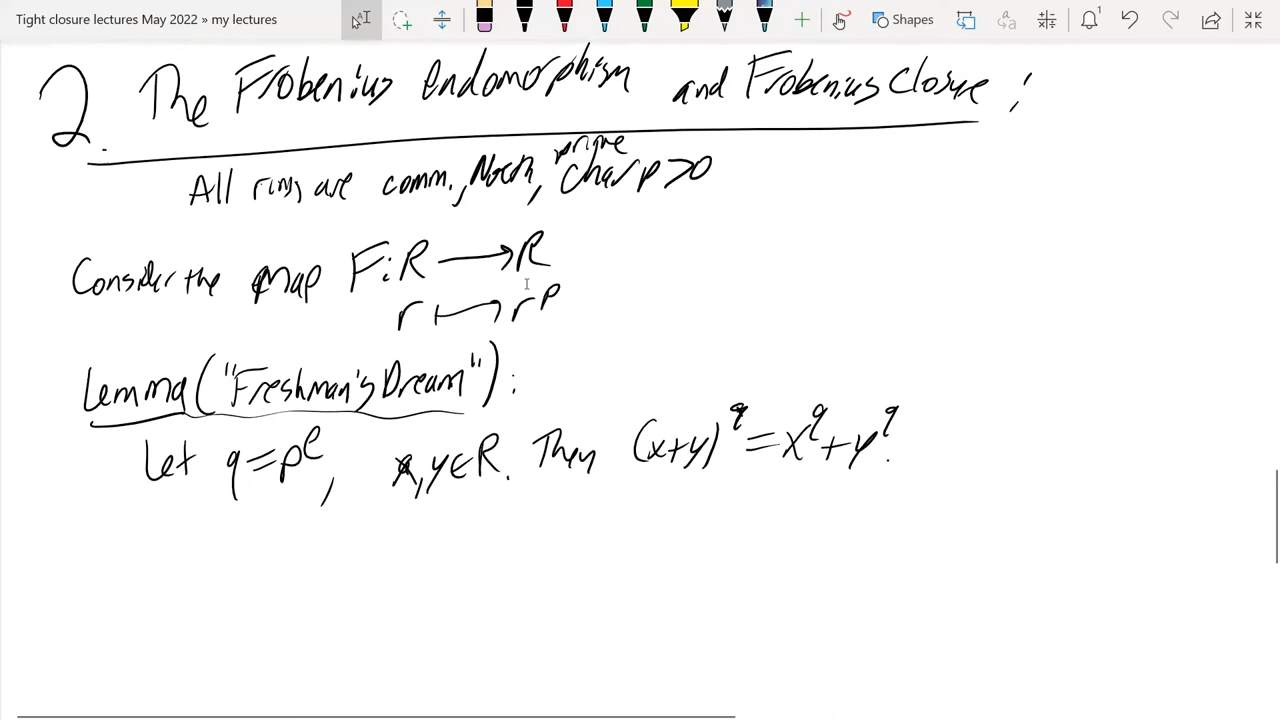 Tight closure lectures May 2022 » my lectures
Shapes
2. The Frobenius endomorphism and Frobenius Closure:
All rings are comm., Noeth, prime char p>0
Consider the map F: R ⟶ R
r ⟼ r^p
Lemma ("Freshman's Dream"):
Let q=p^e, x,y∈R. Then (x+y)^q = x^q + y^q.